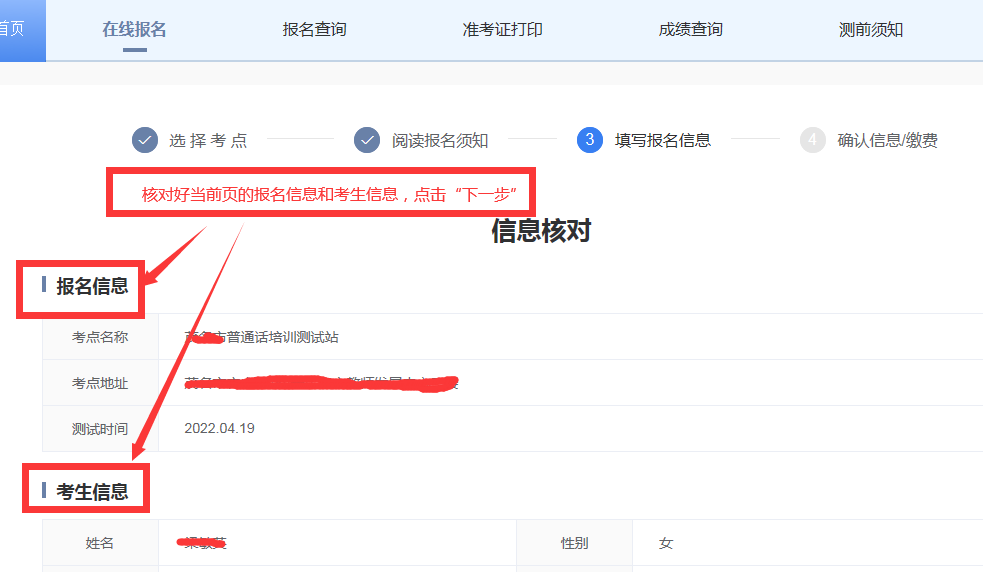 首页 在线报名 报名查询 准考证打印 成绩查询 测前须知
选择考点 阅读报名须知 3 填写报名信息 4 确认信息/缴费
核对好当前页的报名信息和考生信息，点击“下一步”
信息核对
报名信息
考点名称 市普通话培训测试站
考点地址
测试时间 2022.04.19
考生信息
姓名 性别 女